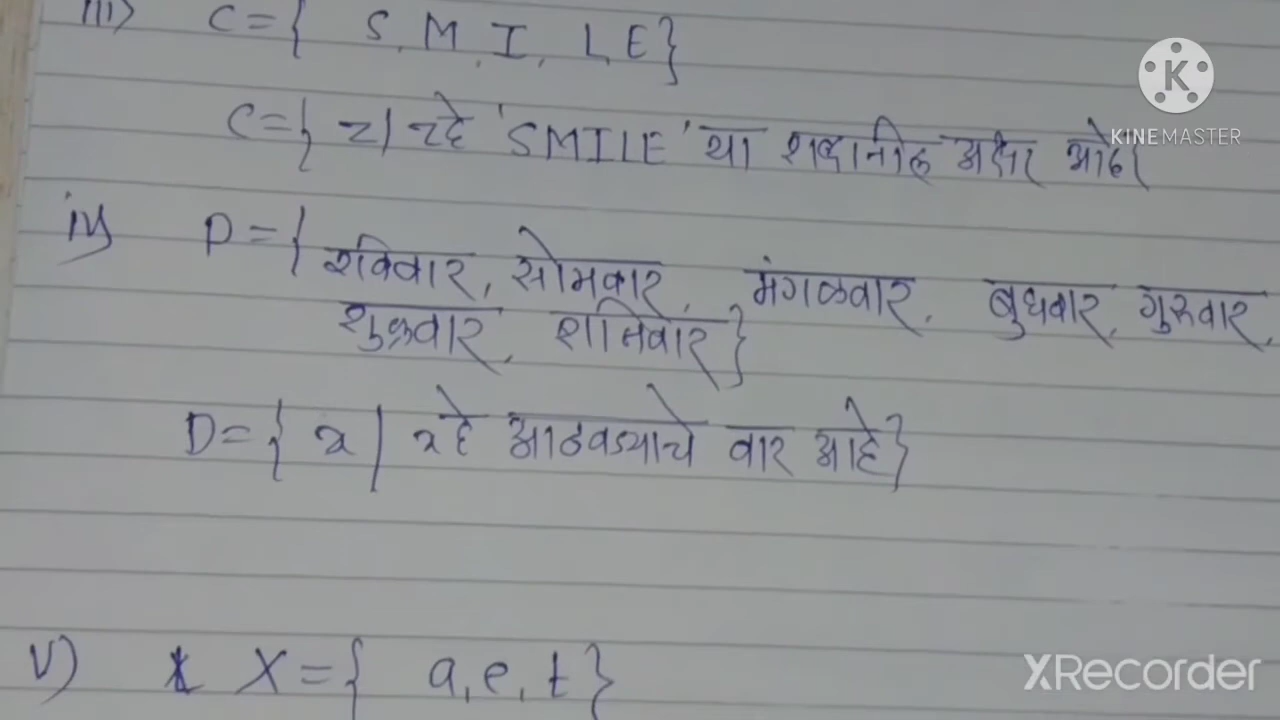 iii) C={ S, M, I, L, E}
K
KINEMASTER
C={ x | x हे 'SMILE' या शब्दातील अक्षर आहे}
iv) D={ रविवार, सोमवार, मंगळवार, बुधवार, गुरुवार,
शुक्रवार, शनिवार}
D={ x | x हे आठवड्याचे वार आहे}
v) X={ a, e, t}
XRecorder